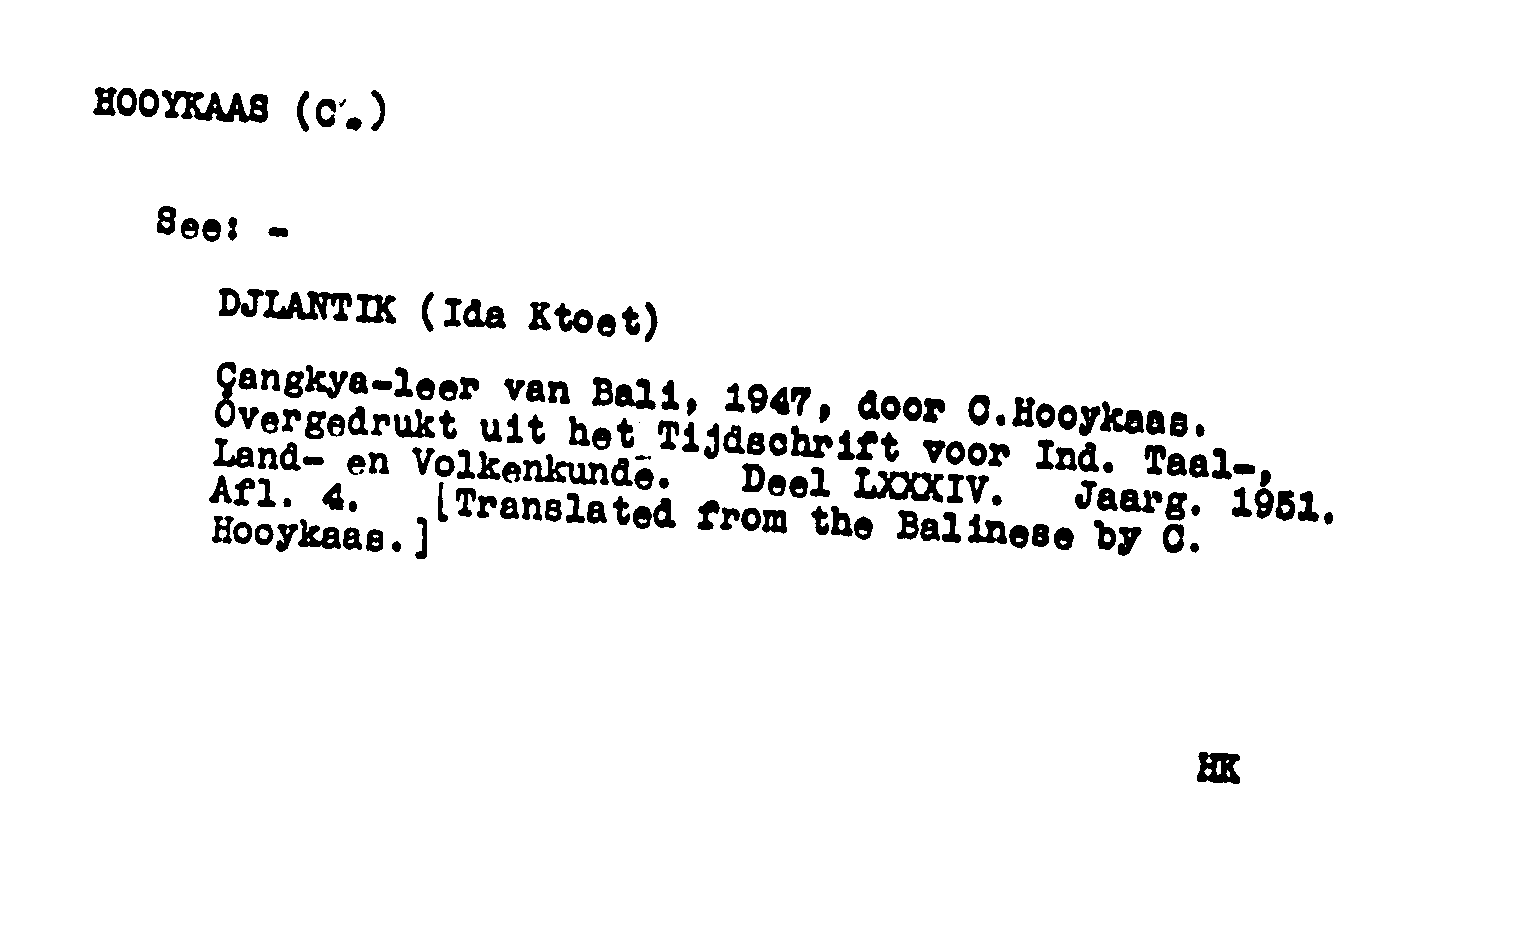 HOOYKAAS (C.)
See: -
DJLANTIK (Ida Ktoet)
Çangkya-leer van Bali, 1947, door C.Hooykaas.
Overgedrukt uit het Tijdschrift voor Ind. Taal-,
Land- en Volkenkunde. Deel LXXXIV. Jaarg. 1951.
Afl. 4. [Translated from the Balinese by C.
Hooykaas.]
HK